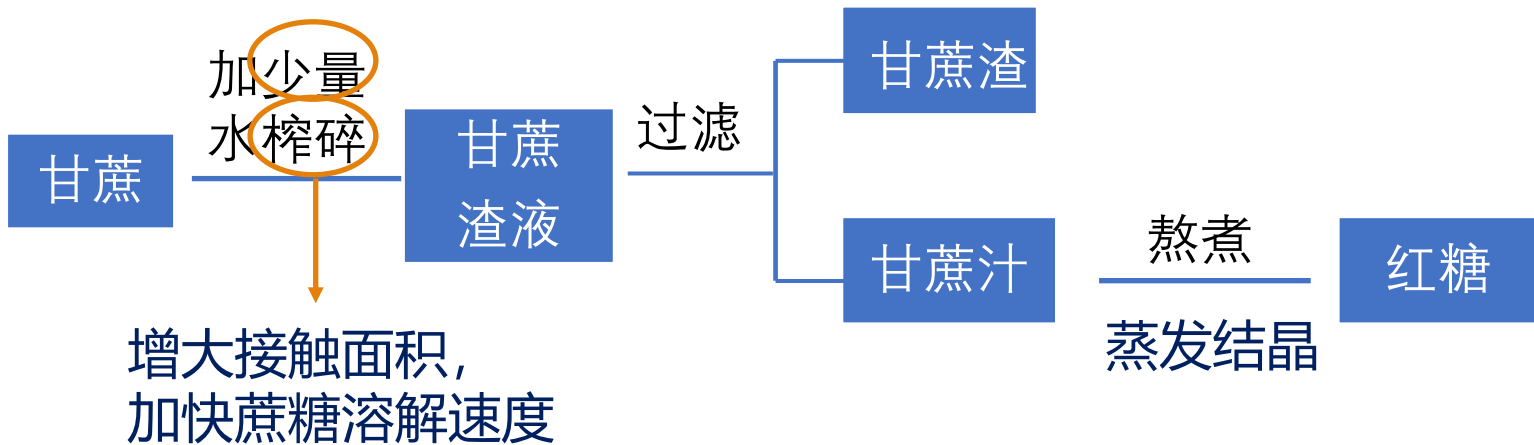 甘蔗
加少量
水榨碎
甘蔗
渣液
过滤
甘蔗渣
甘蔗汁
熬煮
蒸发结晶
红糖
增大接触面积，
加快蔗糖溶解速度